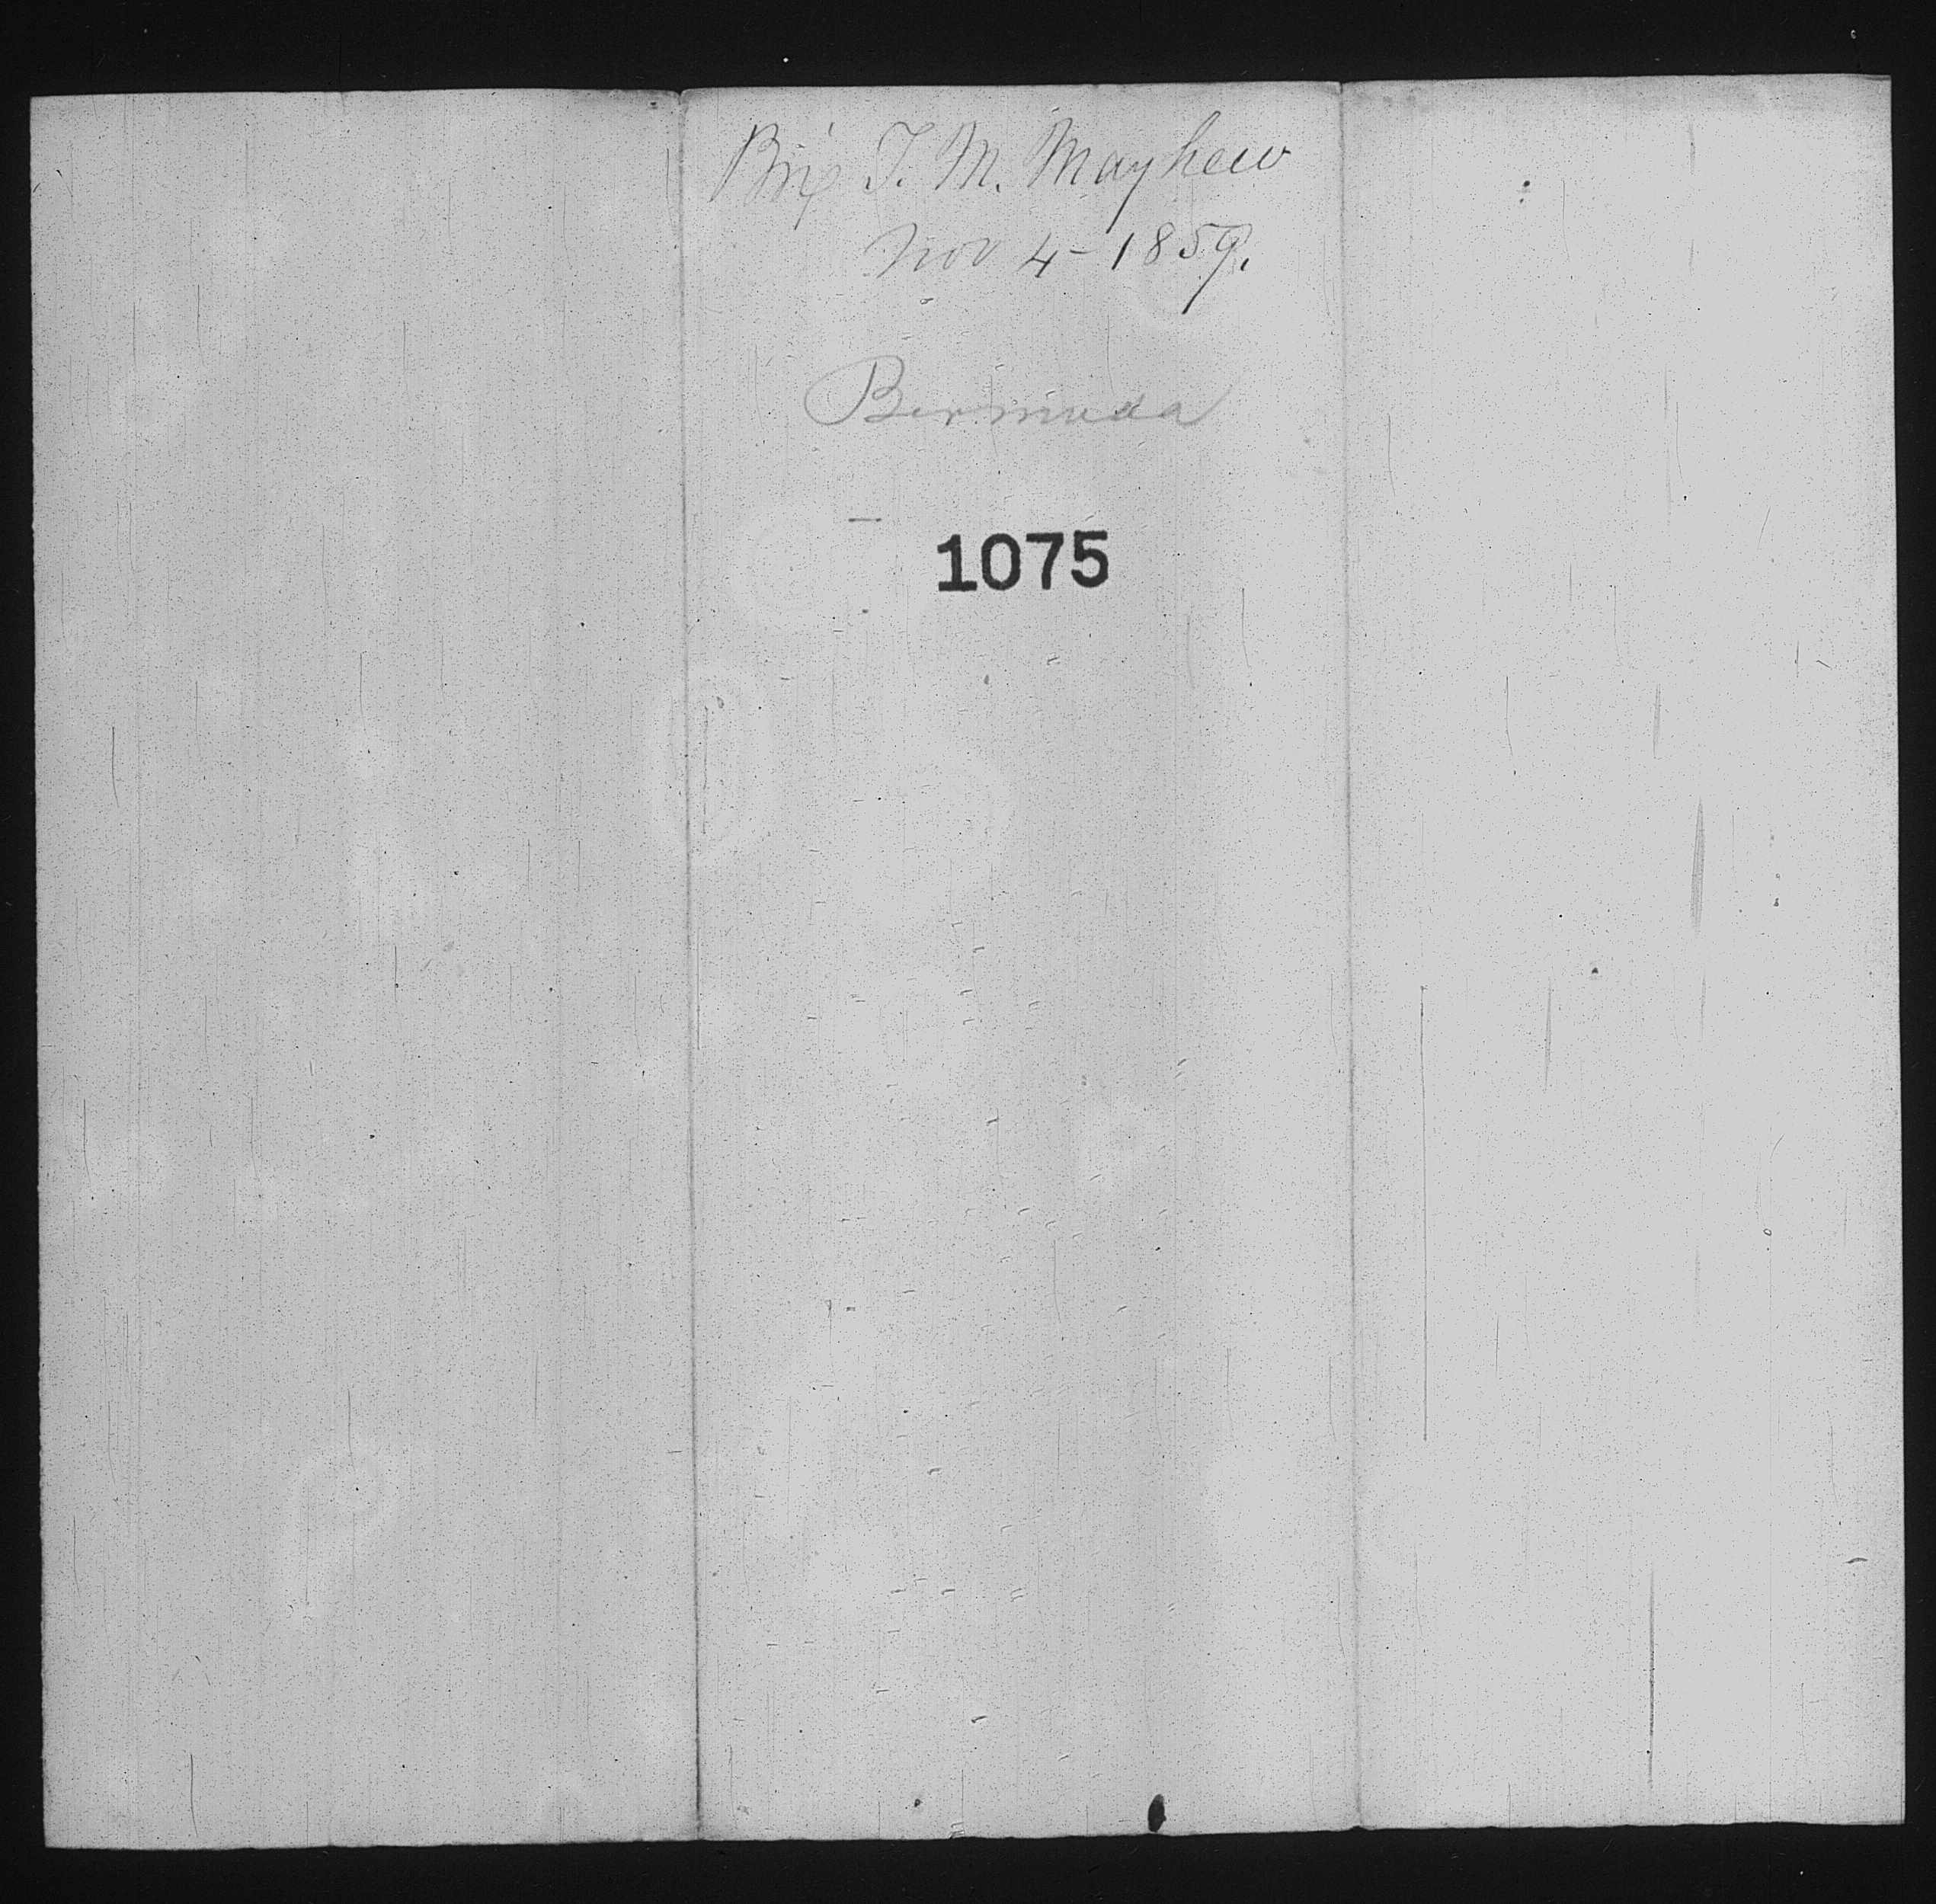 Brig T. M. Mayhew
Nov 4 - 1859.
Bermuda
1075